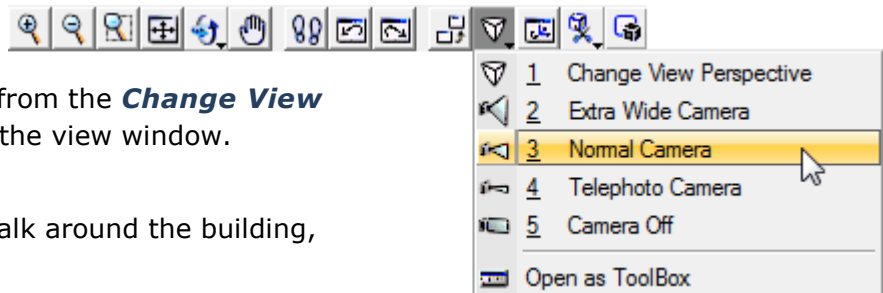 from the Change View
the view window.
alk around the building,
1 Change View Perspective
2 Extra Wide Camera
3 Normal Camera
4 Telephoto Camera
5 Camera Off
Open as ToolBox